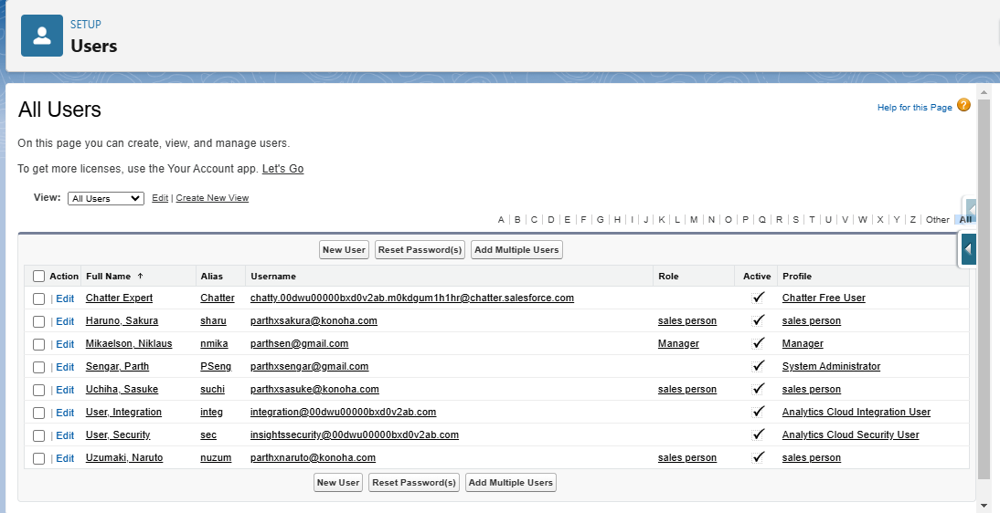 SETUP
Users
All Users
Help for this Page ?
On this page you can create, view, and manage users.
To get more licenses, use the Your Account app. Let's Go
View: All Users Edit | Create New View
A | B | C | D | E | F | G | H | I | J | K | L | M | N | O | P | Q | R | S | T | U | V | W | X | Y | Z | Other | All
New User Reset Password(s) Add Multiple Users
Action Full Name ↑ Alias Username Role Active Profile
| Edit Chatter Expert Chatter chatty.00dwu00000bxd0v2ab.m0kdgum1h1hr@chatter.salesforce.com ✓ Chatter Free User
| Edit Haruno, Sakura sharu parthxsakura@konoha.com sales person ✓ sales person
| Edit Mikaelson, Niklaus nmika parthsen@gmail.com Manager ✓ Manager
| Edit Sengar, Parth PSeng parthxsengar@gmail.com ✓ System Administrator
| Edit Uchiha, Sasuke suchi parthxsasuke@konoha.com sales person ✓ sales person
| Edit User, Integration integ integration@00dwu00000bxd0v2ab.com ✓ Analytics Cloud Integration User
| Edit User, Security sec insightssecurity@00dwu00000bxd0v2ab.com ✓ Analytics Cloud Security User
| Edit Uzumaki, Naruto nuzum parthxnaruto@konoha.com sales person ✓ sales person
New User Reset Password(s) Add Multiple Users